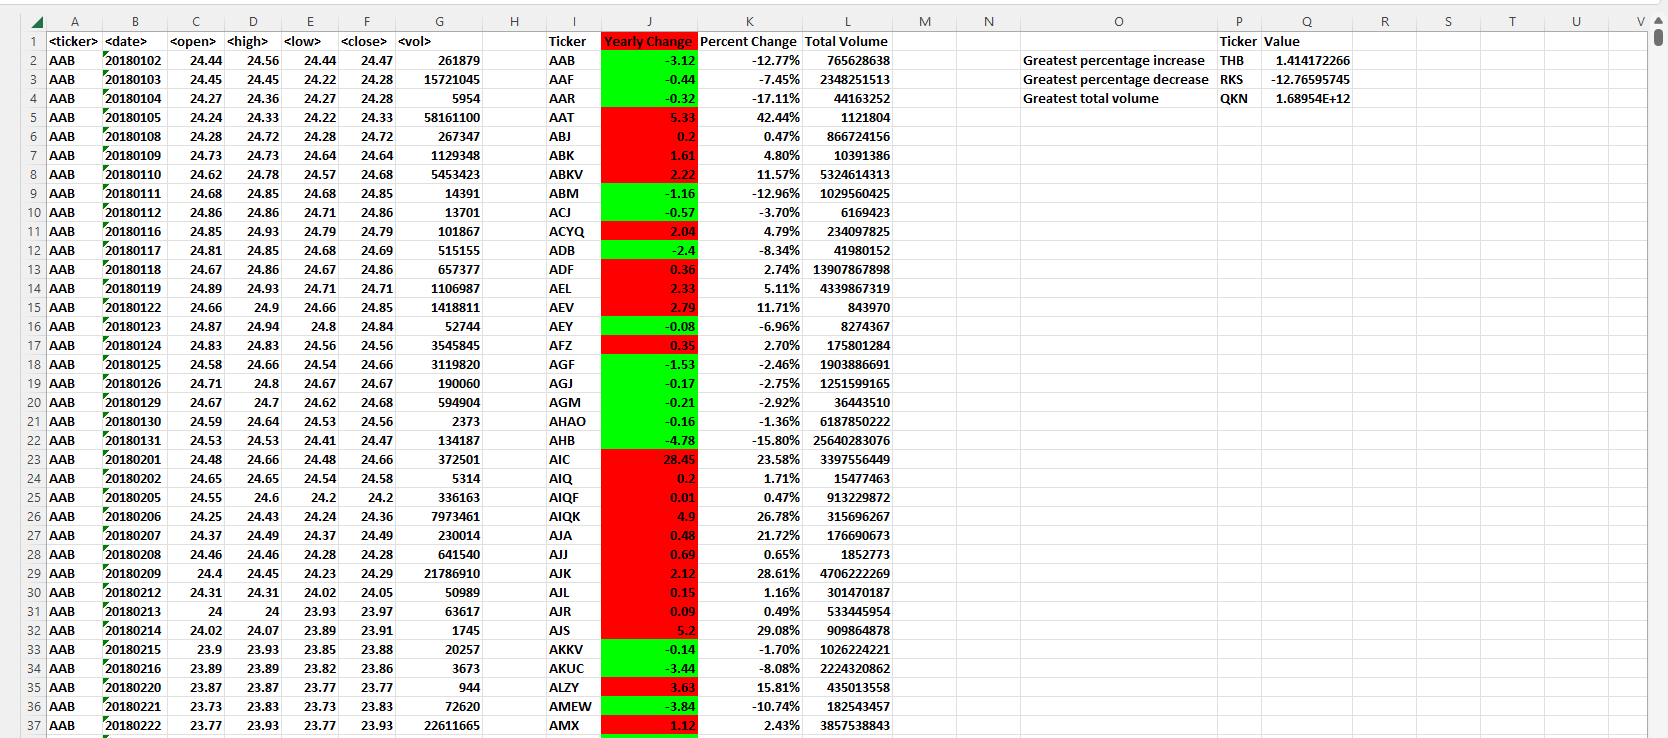 A B C D E F G H I J K L M N O P Q R S T U V
1 <ticker> <date> <open> <high> <low> <close> <vol> Ticker Yearly Change Percent Change Total Volume Ticker Value
2 AAB 20180102 24.44 24.56 24.44 24.47 261879 AAB -3.12 -12.77% 765628638 Greatest percentage increase THB 1.414172266
3 AAB 20180103 24.45 24.45 24.22 24.28 15721045 AAF -0.44 -7.45% 2348251513 Greatest percentage decrease RKS -12.76595745
4 AAB 20180104 24.27 24.36 24.27 24.28 5954 AAR -0.32 -17.11% 44163252 Greatest total volume QKN 1.68954E+12
5 AAB 20180105 24.24 24.33 24.22 24.33 58161100 AAT 5.33 42.44% 1121804
6 AAB 20180108 24.28 24.72 24.28 24.72 267347 ABJ 0.2 0.47% 866724156
7 AAB 20180109 24.73 24.73 24.64 24.64 1129348 ABK 1.61 4.80% 10391386
8 AAB 20180110 24.62 24.78 24.57 24.68 5453423 ABKV 2.22 11.57% 5324614313
9 AAB 20180111 24.68 24.85 24.68 24.85 14391 ABM -1.16 -12.96% 1029560425
10 AAB 20180112 24.86 24.86 24.71 24.86 13701 ACJ -0.57 -3.70% 6169423
11 AAB 20180116 24.85 24.93 24.79 24.79 101867 ACYQ 2.04 4.79% 234097825
12 AAB 20180117 24.81 24.85 24.68 24.69 515155 ADB -2.4 -8.34% 41980152
13 AAB 20180118 24.67 24.86 24.67 24.86 657377 ADF 0.36 2.74% 13907867898
14 AAB 20180119 24.89 24.93 24.71 24.71 1106987 AEL 2.33 5.11% 4339867319
15 AAB 20180122 24.66 24.9 24.66 24.85 1418811 AEV 2.79 11.71% 843970
16 AAB 20180123 24.87 24.94 24.8 24.84 52744 AEY -0.08 -6.96% 8274367
17 AAB 20180124 24.83 24.83 24.56 24.56 3545845 AFZ 0.35 2.70% 175801284
18 AAB 20180125 24.58 24.66 24.54 24.66 3119820 AGF -1.53 -2.46% 1903886691
19 AAB 20180126 24.71 24.8 24.67 24.67 190060 AGJ -0.17 -2.75% 1251599165
20 AAB 20180129 24.67 24.7 24.62 24.68 594904 AGM -0.21 -2.92% 36443510
21 AAB 20180130 24.59 24.64 24.53 24.56 2373 AHAO -0.16 -1.36% 6187850222
22 AAB 20180131 24.53 24.53 24.41 24.47 134187 AHB -4.78 -15.80% 25640283076
23 AAB 20180201 24.48 24.66 24.48 24.66 372501 AIC 28.45 23.58% 3397556449
24 AAB 20180202 24.65 24.65 24.54 24.58 5314 AIQ 0.2 1.71% 15477463
25 AAB 20180205 24.55 24.6 24.2 24.2 336163 AIQF 0.01 0.47% 913229872
26 AAB 20180206 24.25 24.43 24.24 24.36 7973461 AIQK 4.9 26.78% 315696267
27 AAB 20180207 24.37 24.49 24.37 24.49 230014 AJA 0.48 21.72% 176690673
28 AAB 20180208 24.46 24.46 24.28 24.28 641540 AJJ 0.69 0.65% 1852773
29 AAB 20180209 24.4 24.45 24.23 24.29 21786910 AJK 2.12 28.61% 4706222269
30 AAB 20180212 24.31 24.31 24.02 24.05 50989 AJL 0.15 1.16% 301470187
31 AAB 20180213 24 24 23.93 23.97 63617 AJR 0.09 0.49% 533445954
32 AAB 20180214 24.02 24.07 23.89 23.91 1745 AJS 5.2 29.08% 909864878
33 AAB 20180215 23.9 23.93 23.85 23.88 20257 AKKV -0.14 -1.70% 1026224221
34 AAB 20180216 23.89 23.89 23.82 23.86 3673 AKUC -3.44 -8.08% 2224320862
35 AAB 20180220 23.87 23.87 23.77 23.77 944 ALZY 3.63 15.81% 435013558
36 AAB 20180221 23.73 23.83 23.73 23.83 72620 AMEW -3.84 -10.74% 182543457
37 AAB 20180222 23.77 23.93 23.77 23.93 22611665 AMX 1.12 2.43% 3857538843